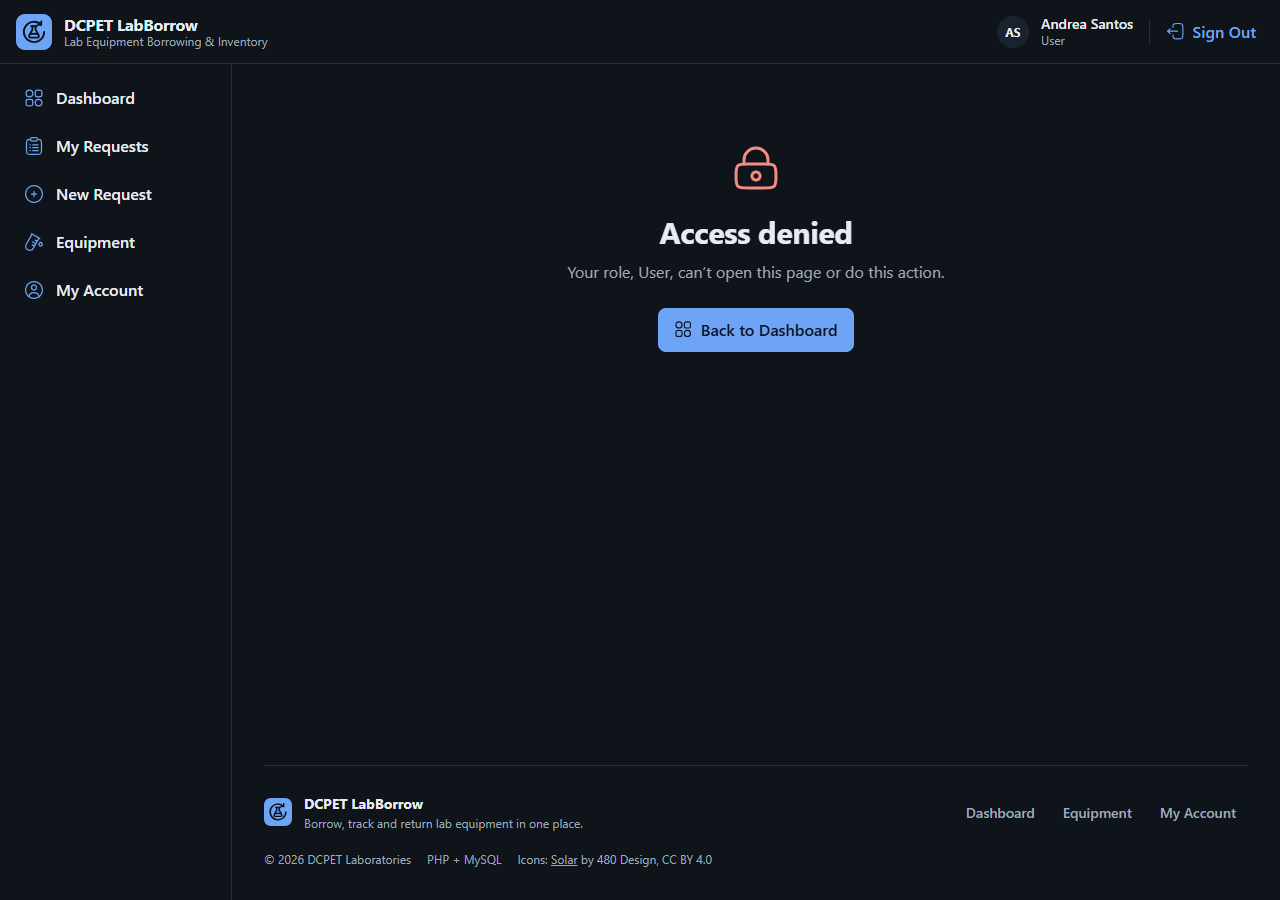 DCPET LabBorrow
Lab Equipment Borrowing & Inventory
AS
Andrea Santos
User
Sign Out
Dashboard
My Requests
New Request
Equipment
My Account
Access denied
Your role, User, can’t open this page or do this action.
Back to Dashboard
DCPET LabBorrow
Borrow, track and return lab equipment in one place.
Dashboard
Equipment
My Account
© 2026 DCPET Laboratories
PHP + MySQL
Icons: Solar by 480 Design, CC BY 4.0